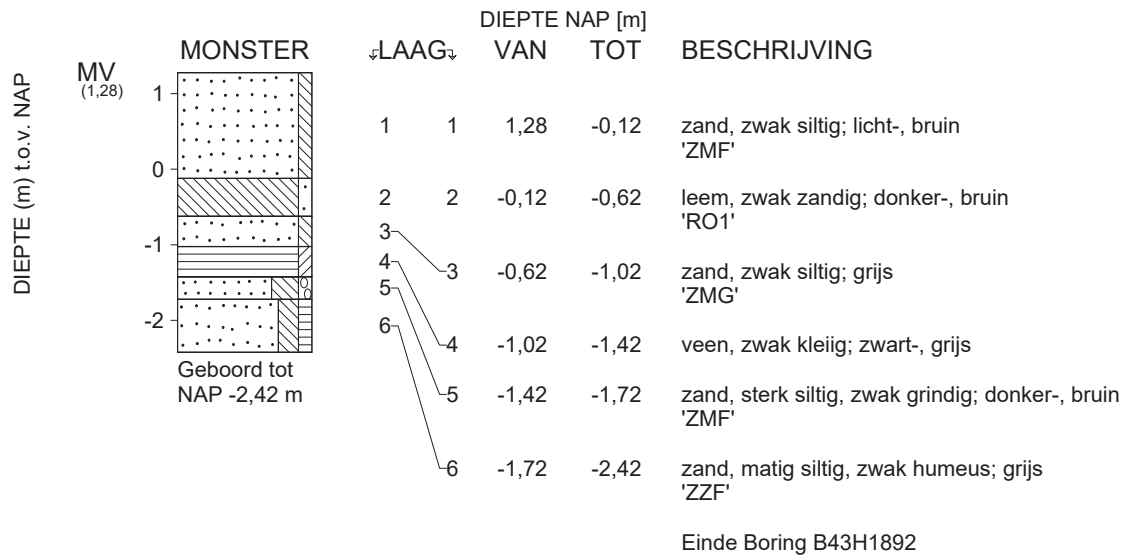 DIEPTE NAP [m]
MONSTER LAAG VAN TOT BESCHRIJVING
DIEPTE (m) t.o.v. NAP
MV
(1,28)
1
0
-1
-2
Geboord tot
NAP -2,42 m
1 1 1,28 -0,12 zand, zwak siltig; licht-, bruin
'ZMF'
2 2 -0,12 -0,62 leem, zwak zandig; donker-, bruin
'RO1'
3 3 -0,62 -1,02 zand, zwak siltig; grijs
'ZMG'
4 4 -1,02 -1,42 veen, zwak kleiig; zwart-, grijs
5 5 -1,42 -1,72 zand, sterk siltig, zwak grindig; donker-, bruin
'ZMF'
6 6 -1,72 -2,42 zand, matig siltig, zwak humeus; grijs
'ZZF'
Einde Boring B43H1892